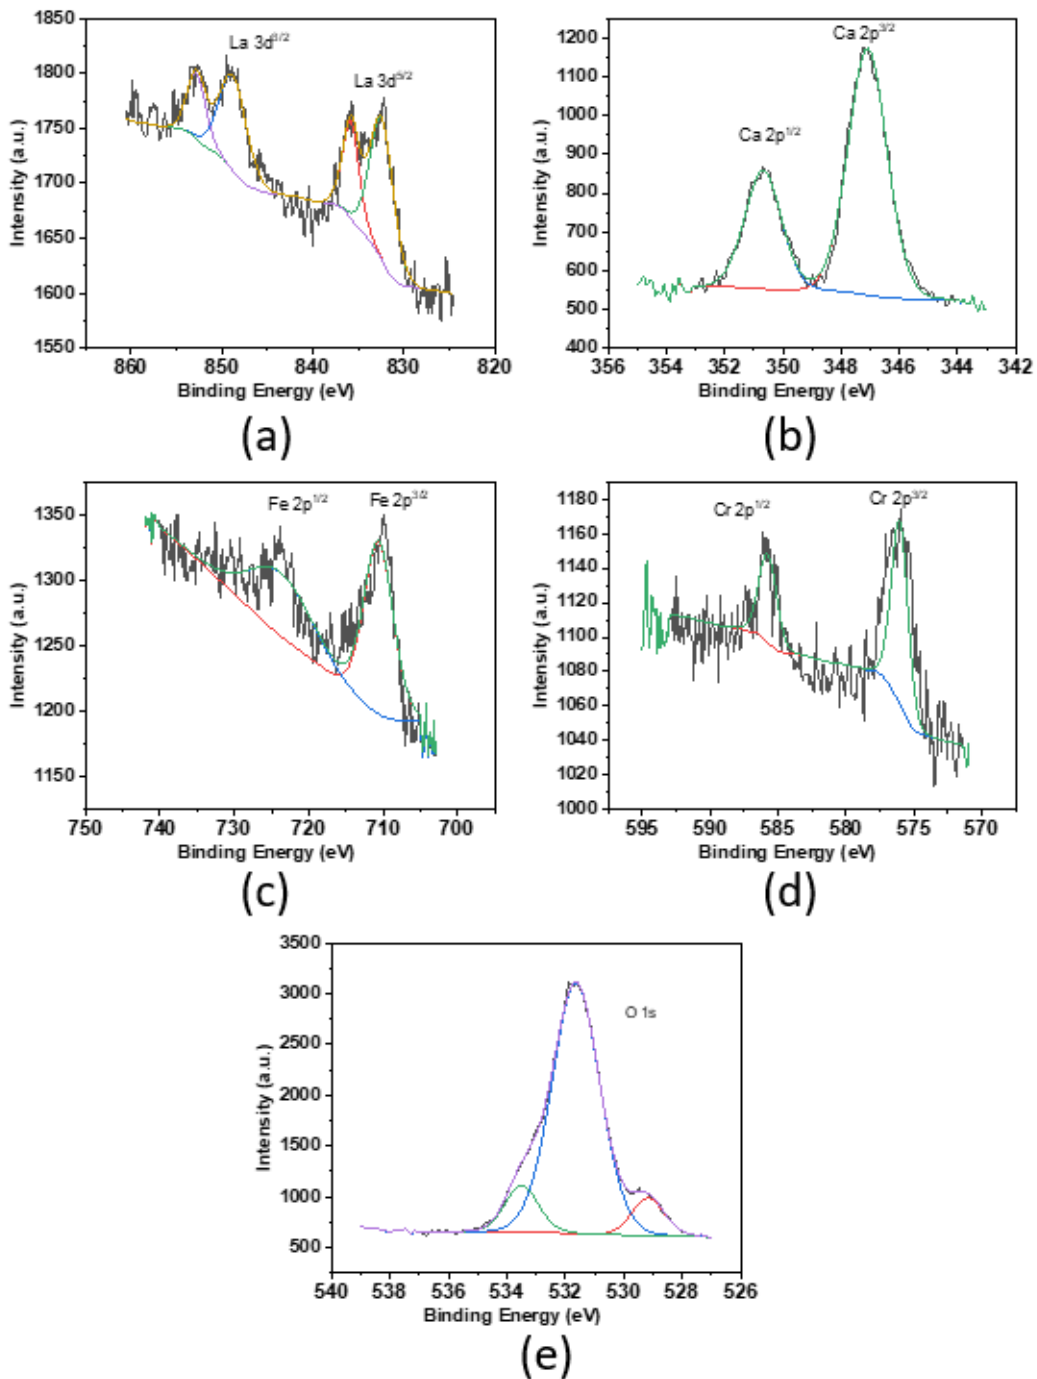 La 3d1/2
La 3d5/2
Intensity (a.u.)
1850
1800
1750
1700
1650
1600
1550
860 850 840 830 820
Binding Energy (eV)
(a)
Ca 2p3/2
Ca 2p1/2
Intensity (a.u.)
1200
1100
1000
900
800
700
600
500
400
356 354 352 350 348 346 344 342
Binding Energy (eV)
(b)
Fe 2p1/2
Fe 2p3/2
Intensity (a.u.)
1350
1300
1250
1200
1150
750 740 730 720 710 700
Binding Energy (eV)
(c)
Cr 2p1/2
Cr 2p3/2
Intensity (a.u.)
1180
1160
1140
1120
1100
1080
1060
1040
1020
1000
595 590 585 580 575 570
Binding Energy (eV)
(d)
O 1s
Intensity (a.u.)
3500
3000
2500
2000
1500
1000
500
540 538 536 534 532 530 528 526
Binding Energy (eV)
(e)